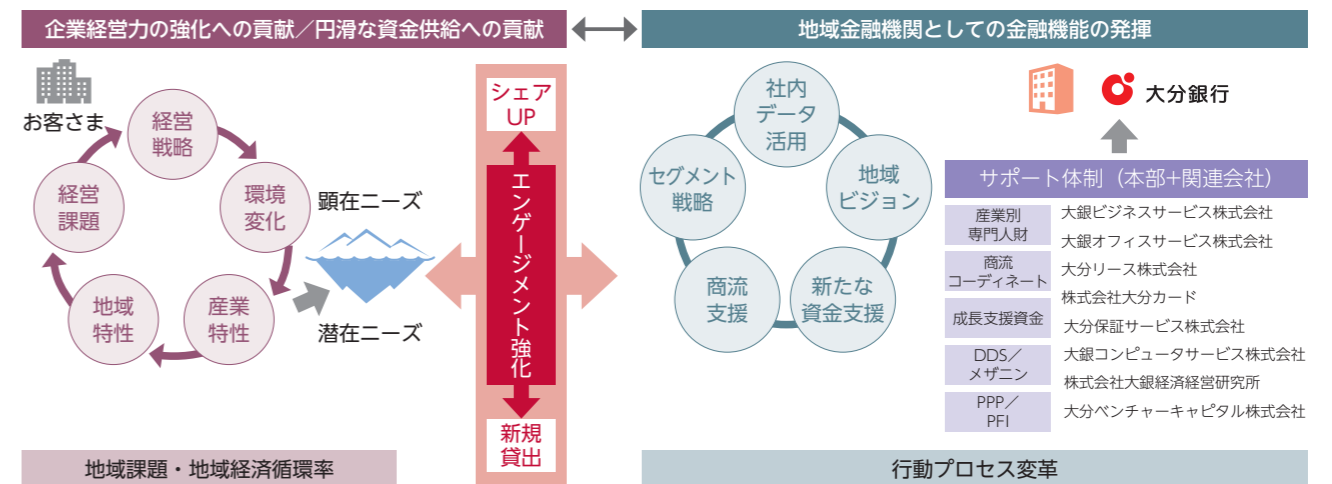 企業経営力の強化への貢献／円滑な資金供給への貢献
お客さま
経営
戦略
環境
変化
産業
特性
地域
特性
経営
課題
顕在ニーズ
潜在ニーズ
地域課題・地域経済循環率
シェア
UP
エンゲージメント強化
新規
貸出
地域金融機関としての金融機能の発揮
社内
データ
活用
地域
ビジョン
新たな
資金支援
商流
支援
セグメント
戦略
大分銀行
サポート体制（本部+関連会社）
産業別
専門人財
商流
コーディネート
成長支援資金
DDS／
メザニン
PPP／
PFI
大銀ビジネスサービス株式会社
大銀オフィスサービス株式会社
大分リース株式会社
株式会社大分カード
大分保証サービス株式会社
大銀コンピュータサービス株式会社
株式会社大銀経済経営研究所
大分ベンチャーキャピタル株式会社
行動プロセス変革